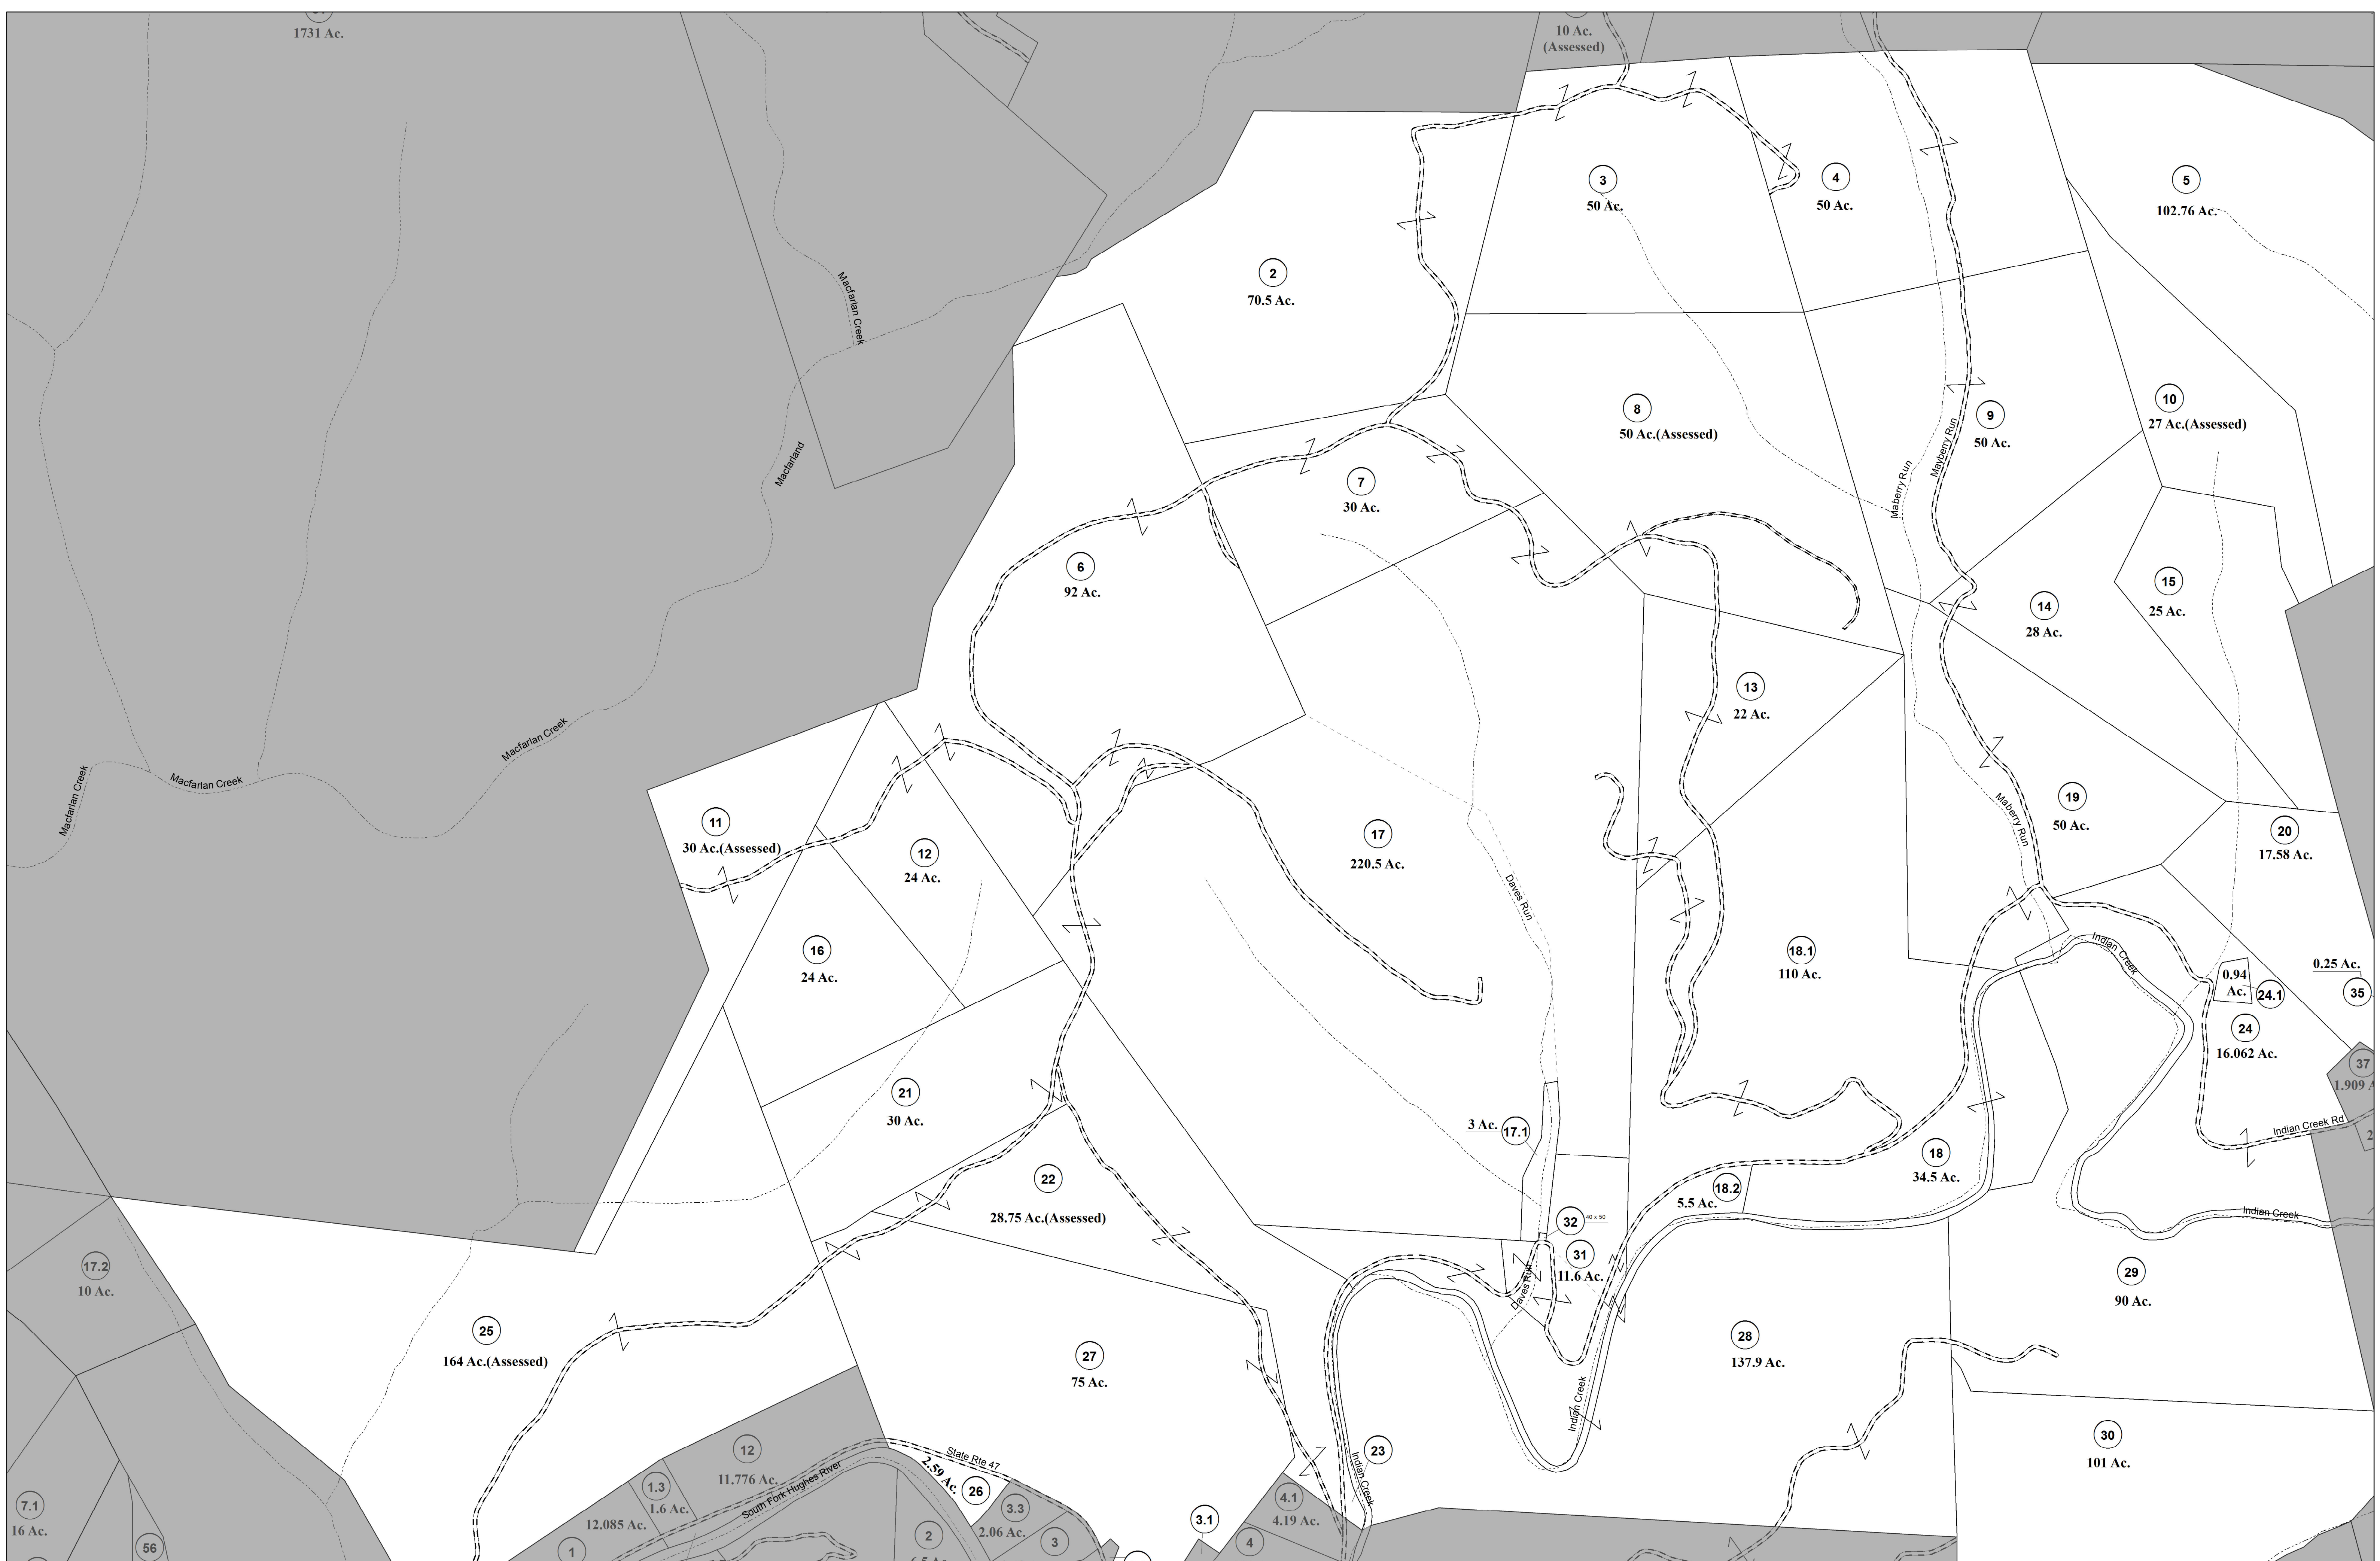 1731 Ac.
10 Ac.
(Assessed)
3
50 Ac.
4
50 Ac.
5
102.76 Ac.
2
70.5 Ac.
Macfarlan Creek
Macfarland
8
50 Ac.(Assessed)
9
50 Ac.
10
27 Ac.(Assessed)
Mayberry Run
Maberry Run
7
30 Ac.
6
92 Ac.
14
28 Ac.
15
25 Ac.
13
22 Ac.
Macfarlan Creek
Macfarlan Creek
Macfarlan Creek
11
30 Ac.(Assessed)
12
24 Ac.
17
220.5 Ac.
19
50 Ac.
Maberry Run
20
17.58 Ac.
Daves Run
16
24 Ac.
18.1
110 Ac.
Indian Creek
0.94
Ac.
24.1
0.25 Ac.
35
24
16.062 Ac.
37
1.909 A
21
30 Ac.
3 Ac.
17.1
Indian Creek Rd
2
18
34.5 Ac.
22
28.75 Ac.(Assessed)
18.2
5.5 Ac.
32
40 x 50
Indian Creek
31
11.6 Ac.
Daves Run
17.2
10 Ac.
29
90 Ac.
25
164 Ac.(Assessed)
27
75 Ac.
28
137.9 Ac.
Indian Creek
30
101 Ac.
23
Indian Creek
12
11.776 Ac.
State Rte 47
2.59 Ac.
26
South Fork Hughes River
1.3
1.6 Ac.
12.085 Ac.
3.3
2.06 Ac.
4.1
4.19 Ac.
7.1
16 Ac.
3.1
56
1
2
3
4